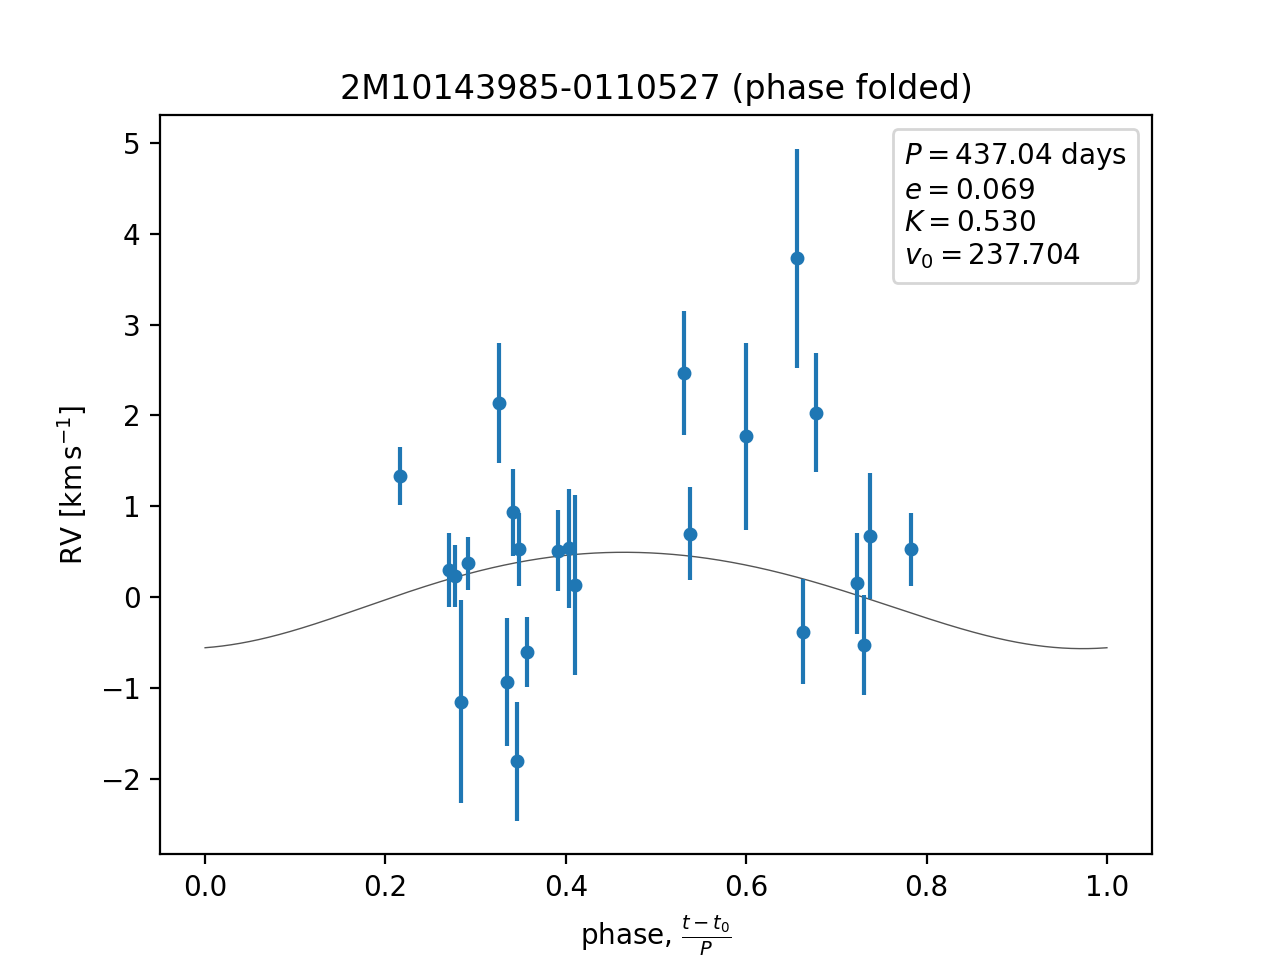 2M10143985-0110527 (phase folded)
P = 437.04 days
e = 0.069
K = 0.530
v₀ = 237.704
5
4
3
2
1
0
−1
−2
RV [km s⁻¹]
0.0 0.2 0.4 0.6 0.8 1.0
phase, (t − t₀)/P